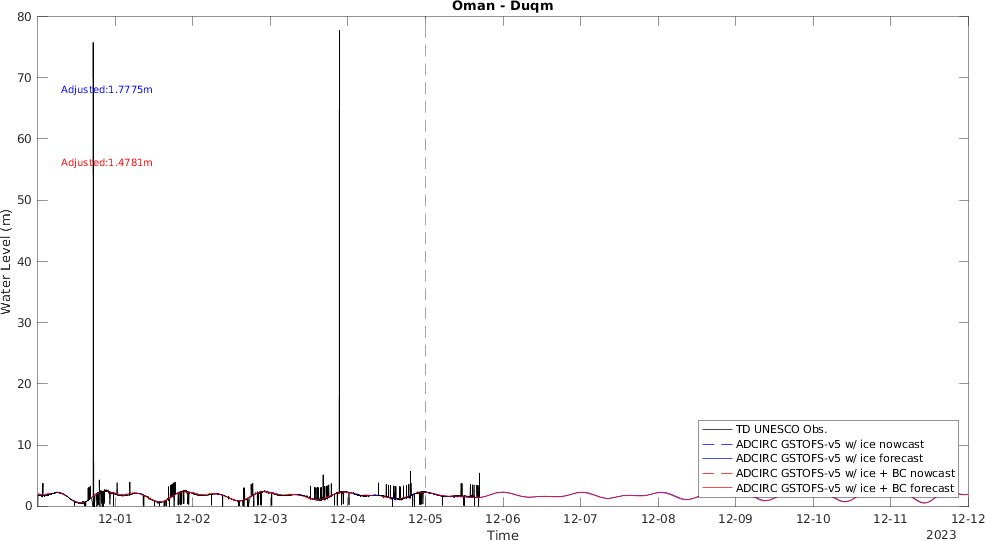 Oman - Duqm
80
70
60
50
40
30
20
10
0
Water Level (m)
Adjusted:1.7775m
Adjusted:1.4781m
TD UNESCO Obs.
ADCIRC GSTOFS-v5 w/ ice nowcast
ADCIRC GSTOFS-v5 w/ ice forecast
ADCIRC GSTOFS-v5 w/ ice + BC nowcast
ADCIRC GSTOFS-v5 w/ ice + BC forecast
12-01 12-02 12-03 12-04 12-05 12-06 12-07 12-08 12-09 12-10 12-11 12-12
Time
2023